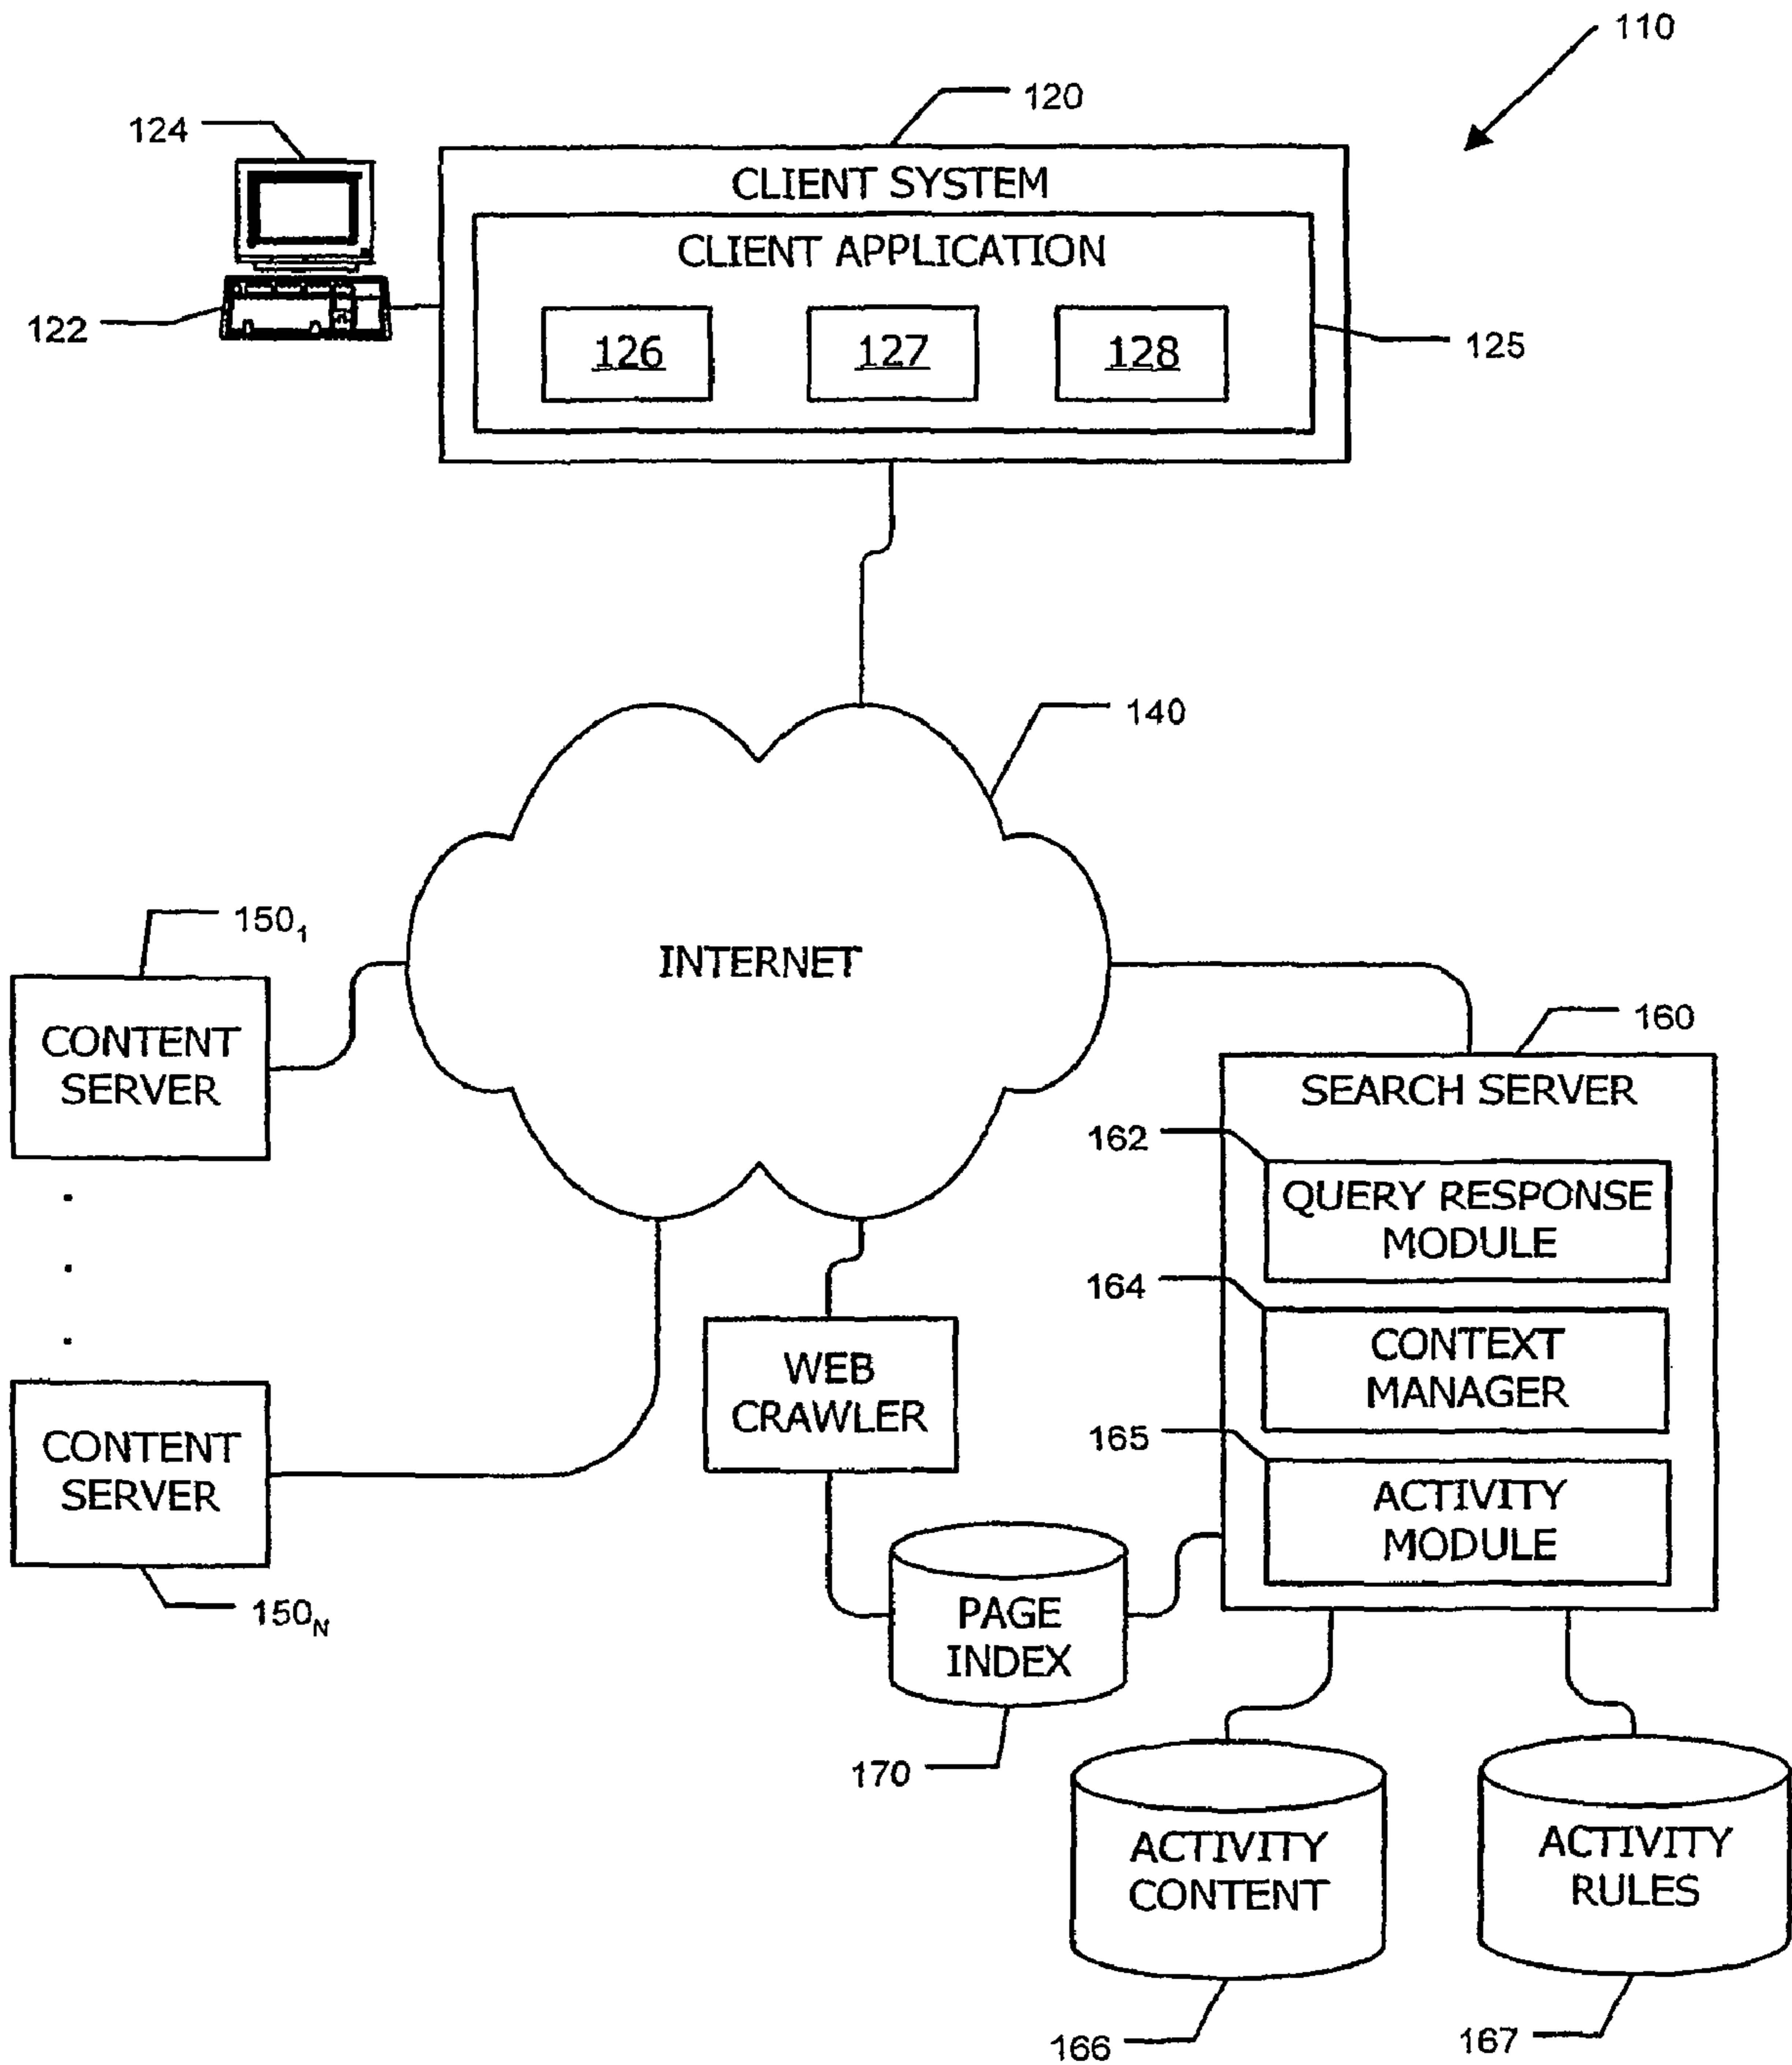 110
120
124
CLIENT SYSTEM
CLIENT APPLICATION
122
126
127
128
125
140
150₁
INTERNET
CONTENT
SERVER
160
SEARCH SERVER
162
QUERY RESPONSE
MODULE
164
CONTEXT
MANAGER
WEB
CRAWLER
165
ACTIVITY
MODULE
CONTENT
SERVER
150N
PAGE
INDEX
170
ACTIVITY
CONTENT
ACTIVITY
RULES
166
167